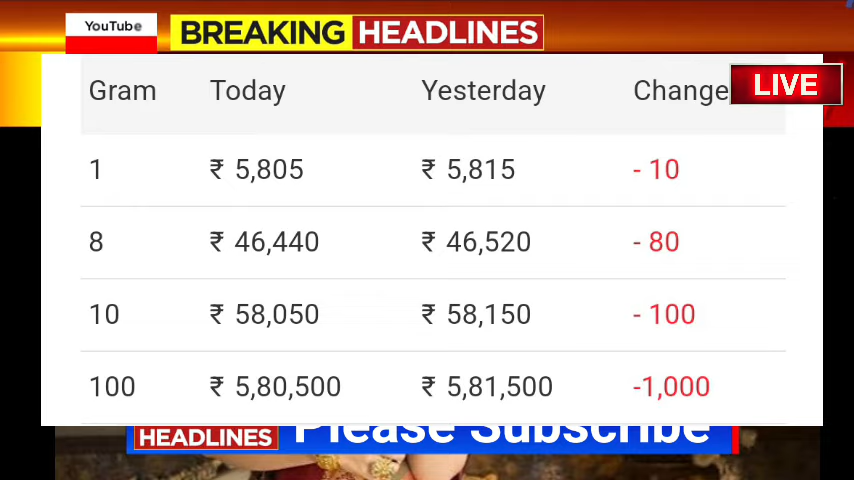 YouTube
BREAKING HEADLINES
LIVE
Gram Today Yesterday Change
1 ₹ 5,805 ₹ 5,815 - 10
8 ₹ 46,440 ₹ 46,520 - 80
10 ₹ 58,050 ₹ 58,150 - 100
100 ₹ 5,80,500 ₹ 5,81,500 -1,000
HEADLINES Please Subscribe